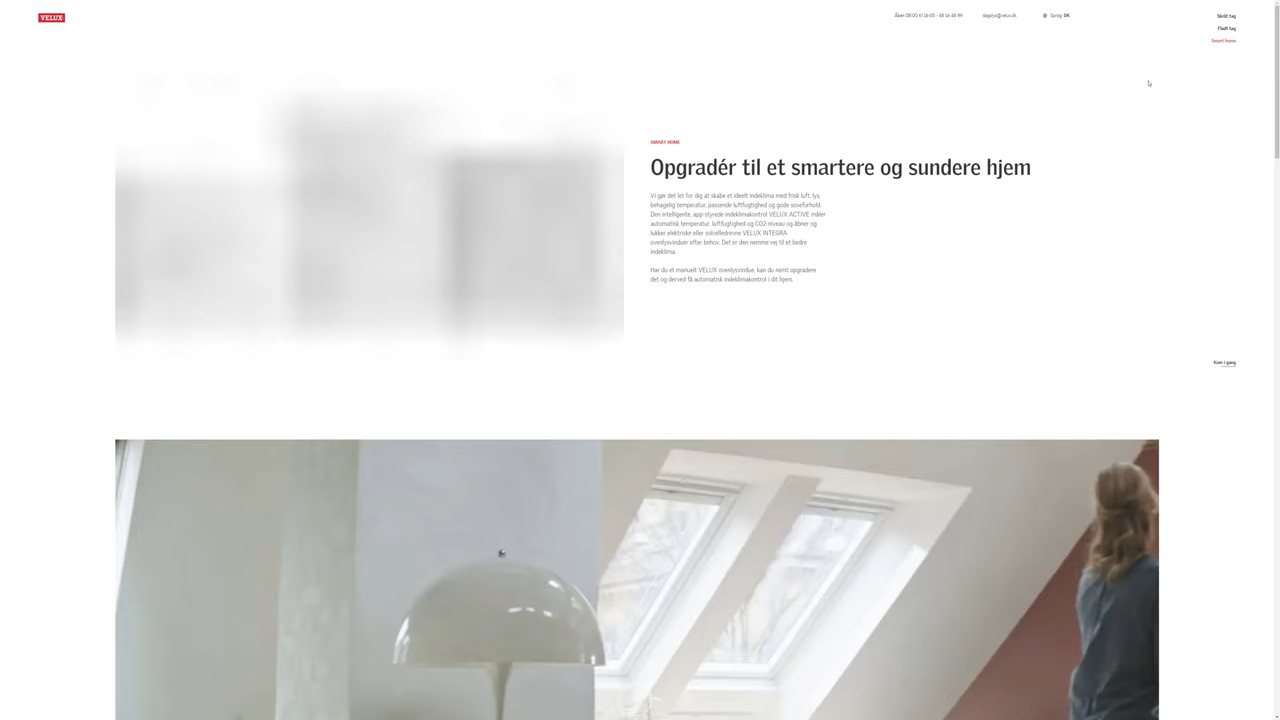 VELUX
Åben 08:00 til 16:00 - 45 16 45 99
dagslys@velux.dk
Sprog: DK
Skråt tag
Fladt tag
Smart home
SMART HOME
Opgradér til et smartere og sundere hjem
Vi gør det let for dig at skabe et ideelt indeklima med frisk luft, lys,
behagelig temperatur, passende luftfugtighed og gode soveforhold.
Den intelligente, app-styrede indeklimakontrol VELUX ACTIVE måler
automatisk temperatur, luftfugtighed og CO2-niveau og åbner og
lukker elektriske eller solcelledrevne VELUX INTEGRA
ovenlysvinduer efter behov. Det er den nemme vej til et bedre
indeklima.
Har du et manuelt VELUX ovenlysvindue, kan du nemt opgradere
det og derved få automatisk indeklimakontrol i dit hjem.
Kom i gang